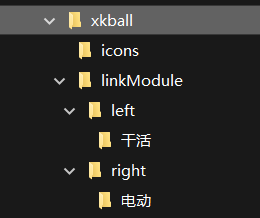 xkball
icons
linkModule
left
干活
right
电动